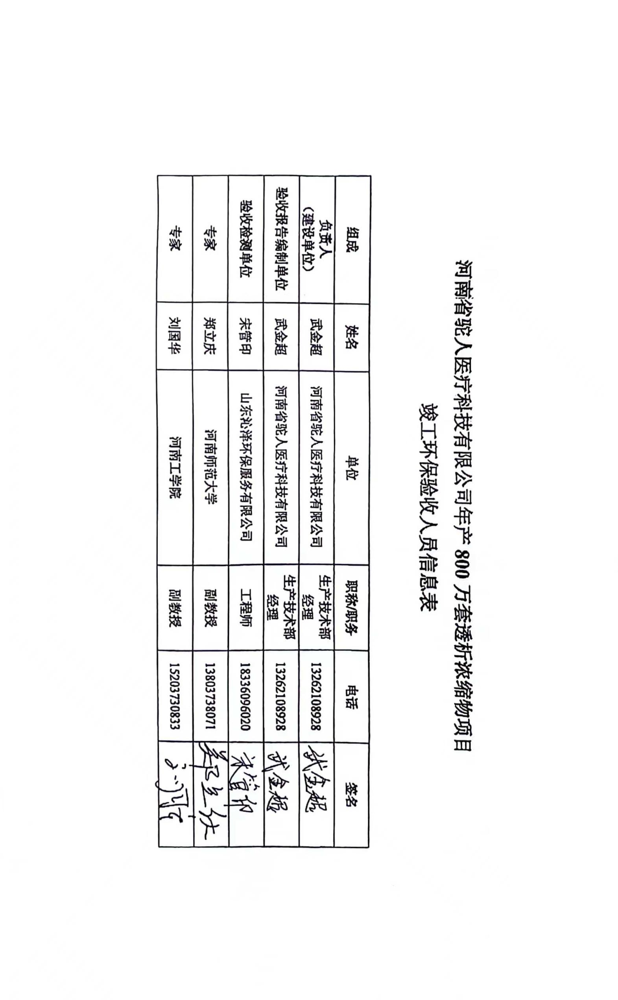 河南省驼人医疗科技有限公司年产 800 万套透析浓缩物项目
竣工环保验收人员信息表
组成 姓名 单位 职称/职务 电话 签名
负责人
（建设单位） 武金超 河南省驼人医疗科技有限公司 生产技术部
经理 13262108928 武金超
验收报告编制单位 武金超 河南省驼人医疗科技有限公司 生产技术部
经理 13262108928 武金超
验收检测单位 宋管印 山东沁泽环保服务有限公司 工程师 18336096020 宋管印
专家 郑立庆 河南师范大学 副教授 13803738071
专家 刘国华 河南工学院 副教授 15203730833